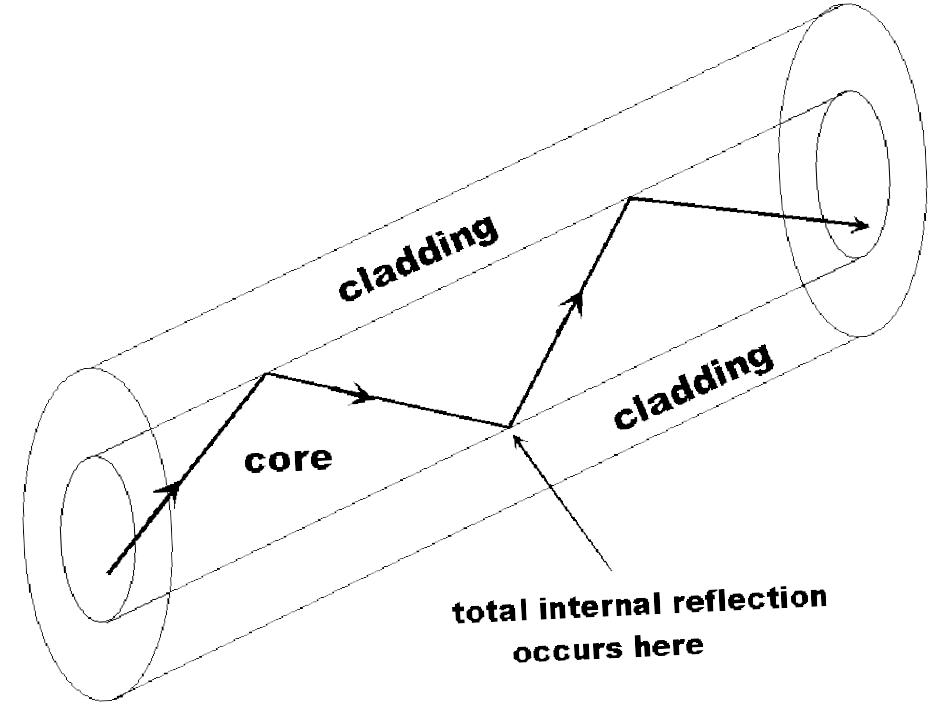 cladding
cladding
core
total internal reflection
occurs here